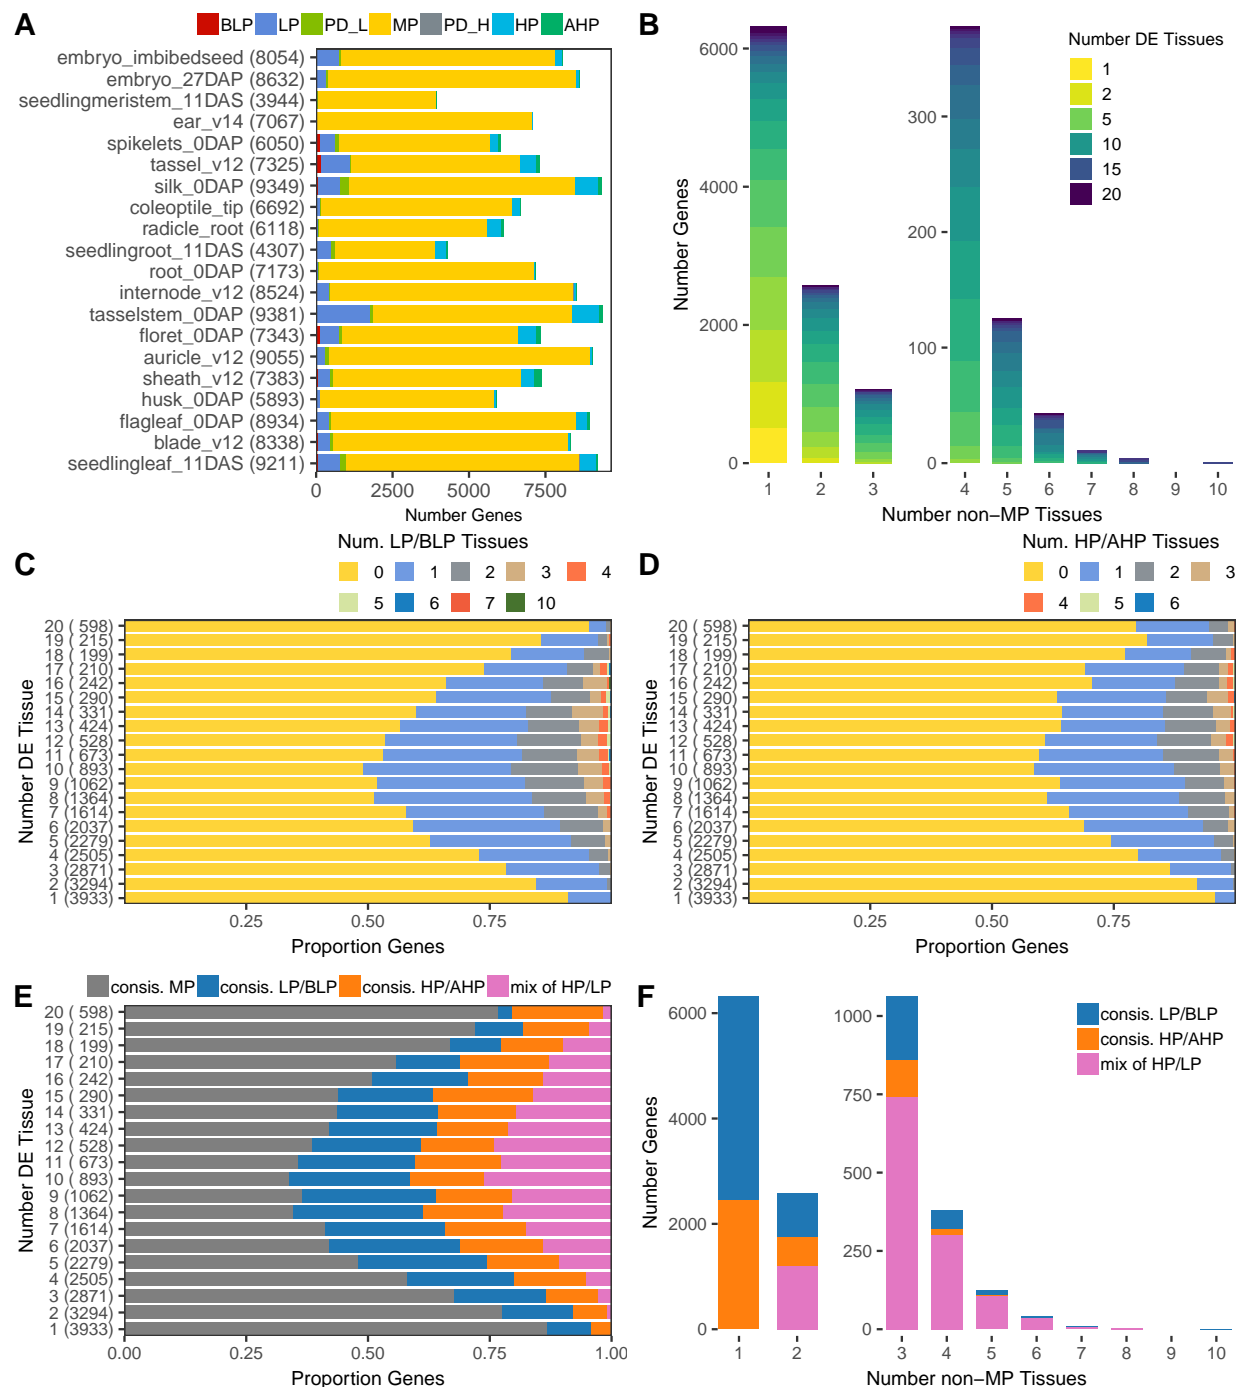 A
BLP LP PD_L MP PD_H HP AHP
embryo_imbibedseed (8054)
embryo_27DAP (8632)
seedlingmeristem_11DAS (3944)
ear_v14 (7067)
spikelets_0DAP (6050)
tassel_v12 (7325)
silk_0DAP (9349)
coleoptile_tip (6692)
radicle_root (6118)
seedlingroot_11DAS (4307)
root_0DAP (7173)
internode_v12 (8524)
tasselstem_0DAP (9381)
floret_0DAP (7343)
auricle_v12 (9055)
sheath_v12 (7383)
husk_0DAP (5893)
flagleaf_0DAP (8934)
blade_v12 (8338)
seedlingleaf_11DAS (9211)
0 2500 5000 7500
Number Genes
B
Number DE Tissues
1
2
5
10
15
20
Number Genes
6000
4000
2000
0
300
200
100
0
1 2 3 4 5 6 7 8 9 10
Number non−MP Tissues
C
Num. LP/BLP Tissues
0 1 2 3 4
5 6 7 10
Number DE Tissue
20 ( 598)
19 ( 215)
18 ( 199)
17 ( 210)
16 ( 242)
15 ( 290)
14 ( 331)
13 ( 424)
12 ( 528)
11 ( 673)
10 ( 893)
9 (1062)
8 (1364)
7 (1614)
6 (2037)
5 (2279)
4 (2505)
3 (2871)
2 (3294)
1 (3933)
0.25 0.50 0.75
Proportion Genes
D
Num. HP/AHP Tissues
0 1 2 3
4 5 6
Number DE Tissue
20 ( 598)
19 ( 215)
18 ( 199)
17 ( 210)
16 ( 242)
15 ( 290)
14 ( 331)
13 ( 424)
12 ( 528)
11 ( 673)
10 ( 893)
9 (1062)
8 (1364)
7 (1614)
6 (2037)
5 (2279)
4 (2505)
3 (2871)
2 (3294)
1 (3933)
0.25 0.50 0.75
Proportion Genes
E
consis. MP consis. LP/BLP consis. HP/AHP mix of HP/LP
Number DE Tissue
20 ( 598)
19 ( 215)
18 ( 199)
17 ( 210)
16 ( 242)
15 ( 290)
14 ( 331)
13 ( 424)
12 ( 528)
11 ( 673)
10 ( 893)
9 (1062)
8 (1364)
7 (1614)
6 (2037)
5 (2279)
4 (2505)
3 (2871)
2 (3294)
1 (3933)
0.00 0.25 0.50 0.75 1.00
Proportion Genes
F
consis. LP/BLP
consis. HP/AHP
mix of HP/LP
Number Genes
6000
4000
2000
0
1000
750
500
250
0
1 2 3 4 5 6 7 8 9 10
Number non−MP Tissues